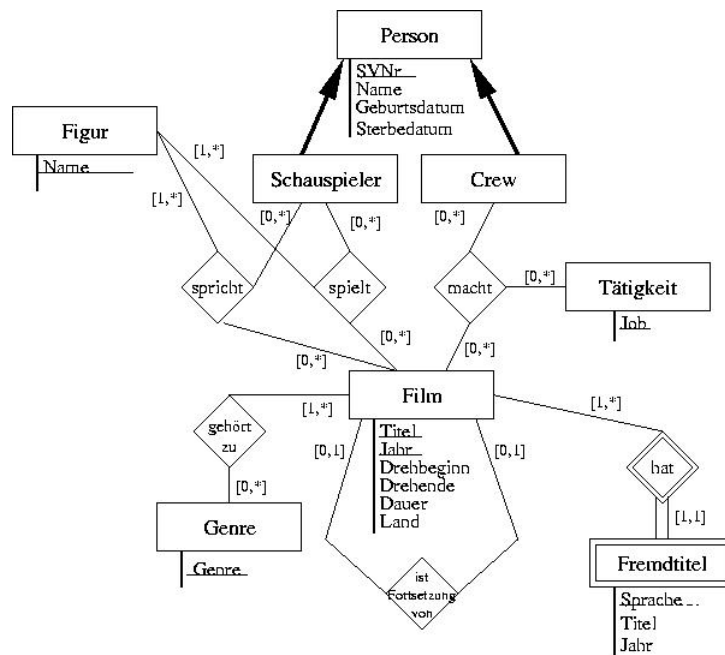 Person
SVNr
Name
Geburtsdatum
Sterbedatum
Figur
Name
[1,*]
[1,*]
Schauspieler
Crew
[0,*]
[0,*]
[0,*]
spricht
spielt
macht
[0,*]
Tätigkeit
Job
[0,*]
[0,*]
[0,*]
Film
Titel
Jahr
Drehbeginn
Drehende
Dauer
Land
[1,*]
[1,*]
gehört
zu
[0,1]
[0,1]
hat
[0,*]
[1,1]
Genre
Genre
Fremdtitel
Sprache
Titel
Jahr
ist
Fortsetzung
von